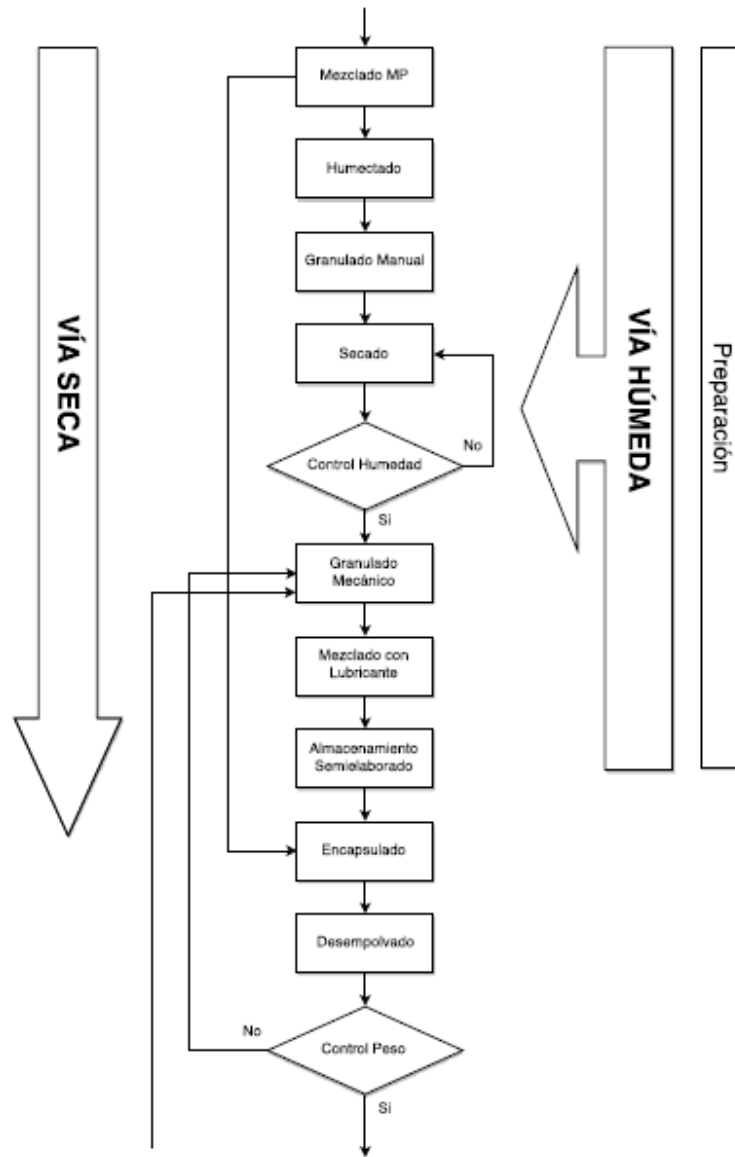 Mezclado MP
Humectado
Granulado Manual
Secado
Control Humedad
No
Si
Granulado
Mecánico
Mezclado con
Lubricante
Almacenamiento
Semielaborado
Encapsulado
Desempolvado
Control Peso
No
Si
VÍA SECA
VÍA HÚMEDA
Preparación